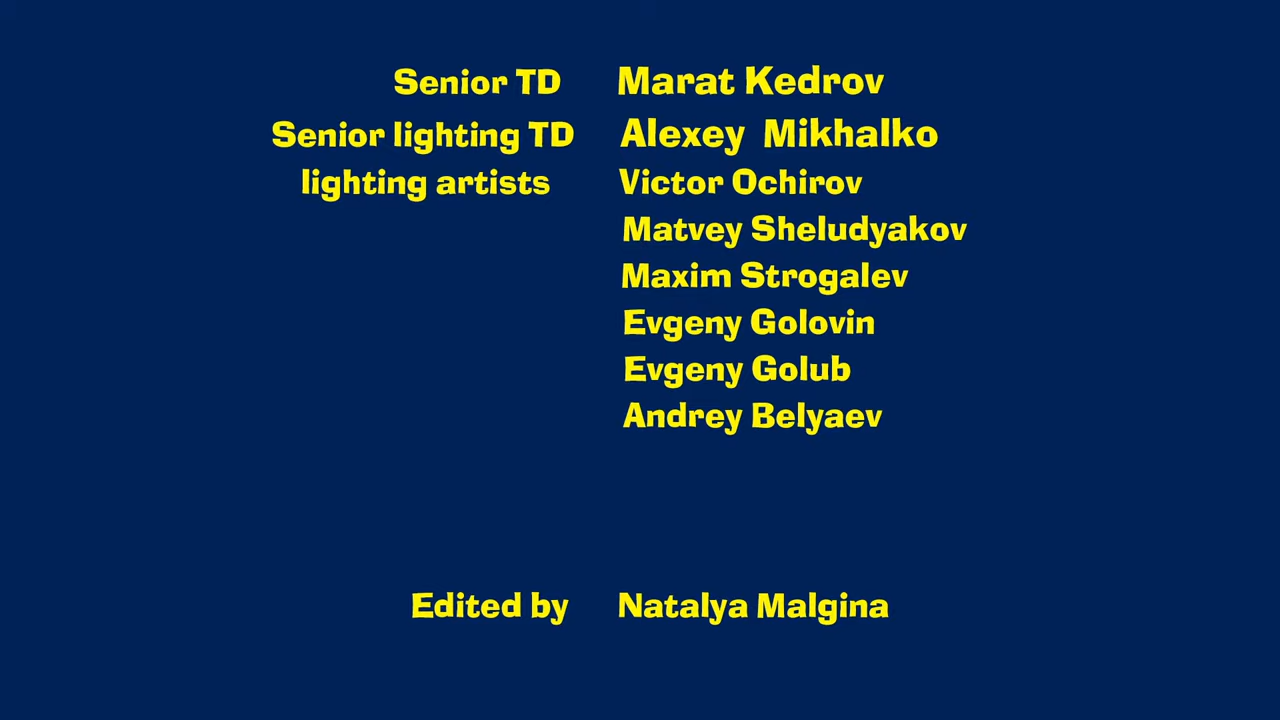 Senior TD Marat Kedrov
Senior lighting TD Alexey Mikhalko
lighting artists Victor Ochirov
Matvey Sheludyakov
Maxim Strogalev
Evgeny Golovin
Evgeny Golub
Andrey Belyaev
Edited by Natalya Malgina